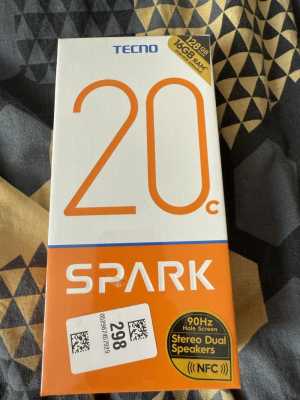 TECNO
128GB
16GB RAM*
20c
SPARK
298
90Hz
Hole Screen
Stereo Dual
Speakers
NFC